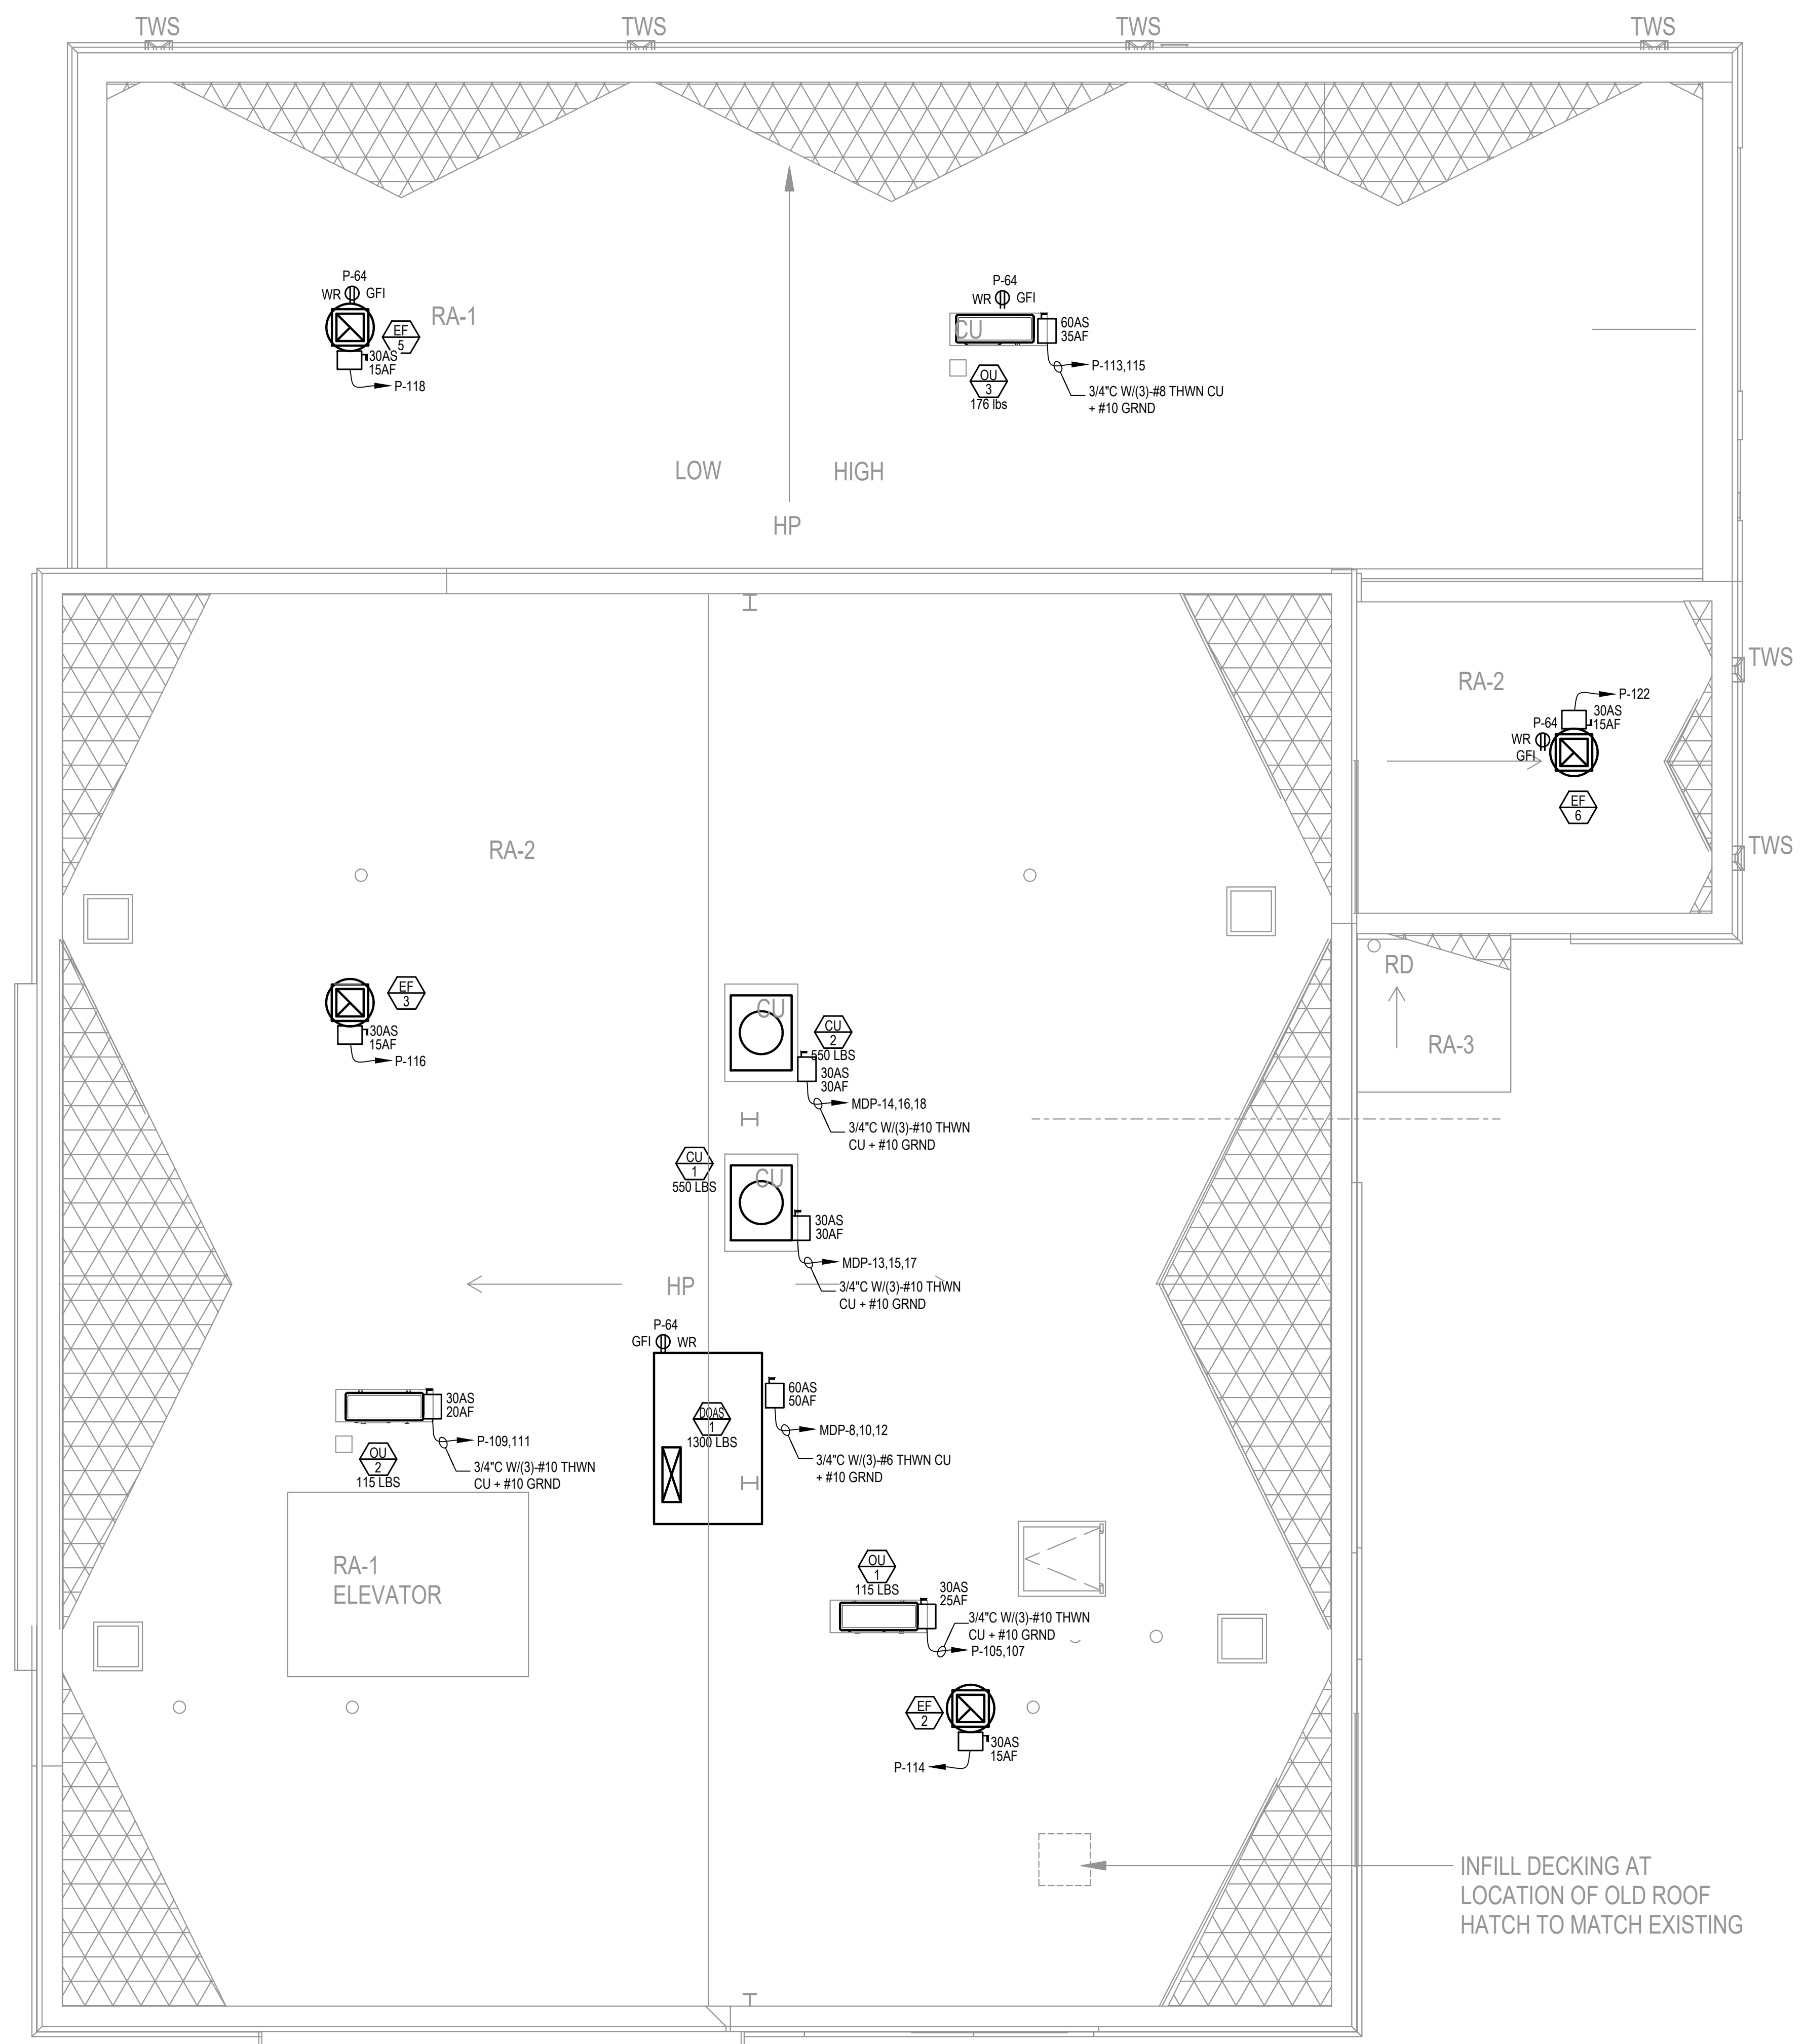 TWS
TWS
TWS
TWS
P-64
WR
GFI
RA-1
EF
5
30AS
15AF
P-118
P-64
WR
GFI
CU
60AS
35AF
P-113,115
OU
3
176 lbs
3/4"C W/(3)-#8 THWN CU
+ #10 GRND
LOW
HIGH
HP
TWS
RA-2
P-122
30AS
15AF
P-64
WR
GFI
EF
6
TWS
RA-2
RD
RA-3
EF
3
30AS
15AF
P-116
CU
CU
2
550 LBS
30AS
30AF
MDP-14,16,18
3/4"C W/(3)-#10 THWN
CU + #10 GRND
CU
1
550 LBS
CU
30AS
30AF
MDP-13,15,17
3/4"C W/(3)-#10 THWN
CU + #10 GRND
HP
P-64
GFI
WR
60AS
50AF
DOAS
1
1300 LBS
MDP-8,10,12
3/4"C W/(3)-#6 THWN CU
+ #10 GRND
30AS
20AF
P-109,111
OU
2
115 LBS
3/4"C W/(3)-#10 THWN
CU + #10 GRND
RA-1
ELEVATOR
OU
1
115 LBS
30AS
25AF
3/4"C W/(3)-#10 THWN
CU + #10 GRND
P-105,107
EF
2
30AS
15AF
P-114
INFILL DECKING AT
LOCATION OF OLD ROOF
HATCH TO MATCH EXISTING